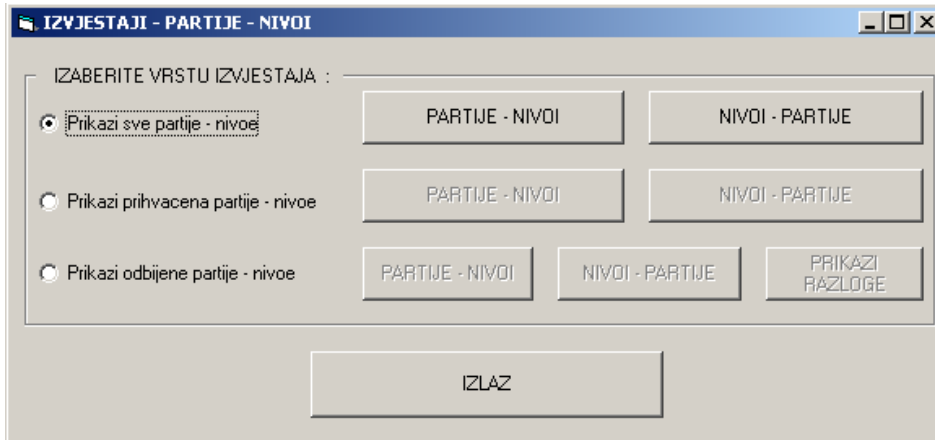 IZVJESTAJI - PARTIJE - NIVOI
IZABERITE VRSTU IZVJESTAJA :
Prikazi sve partije - nivoe
PARTIJE - NIVOI
NIVOI - PARTIJE
Prikazi prihvacena partije - nivoe
PARTIJE - NIVOI
NIVOI - PARTIJE
Prikazi odbijene partije - nivoe
PARTIJE - NIVOI
NIVOI - PARTIJE
PRIKAZI
RAZLOGE
IZLAZ